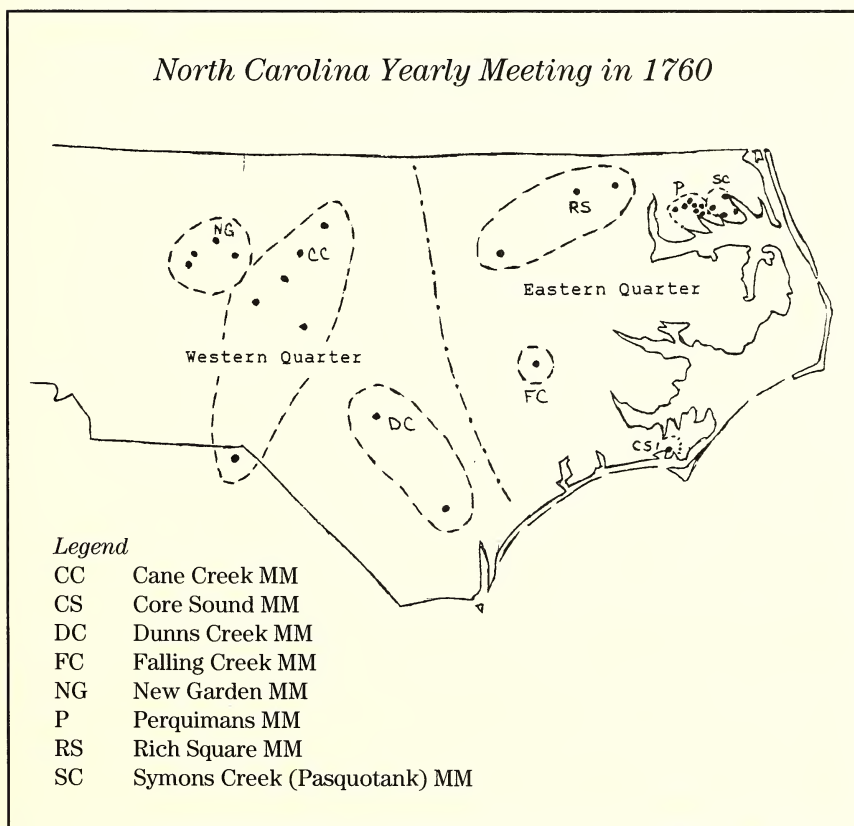 North Carolina Yearly Meeting in 1760
P
SC
RS
NG
CC
Eastern Quarter
Western Quarter
FC
DC
CS
Legend
CC Cane Creek MM
CS Core Sound MM
DC Dunns Creek MM
FC Falling Creek MM
NG New Garden MM
P Perquimans MM
RS Rich Square MM
SC Symons Creek (Pasquotank) MM